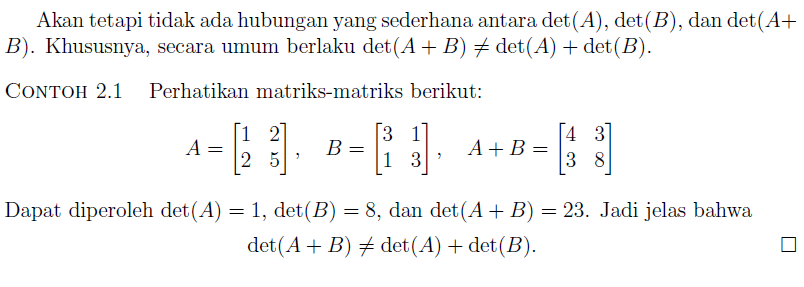 Akan tetapi tidak ada hubungan yang sederhana antara det(A), det(B), dan det(A+
B). Khususnya, secara umum berlaku det(A + B) ≠ det(A) + det(B).
CONTOH 2.1 Perhatikan matriks-matriks berikut:
A = [1 2; 2 5], B = [3 1; 1 3], A + B = [4 3; 3 8]
Dapat diperoleh det(A) = 1, det(B) = 8, dan det(A + B) = 23. Jadi jelas bahwa
det(A + B) ≠ det(A) + det(B). □